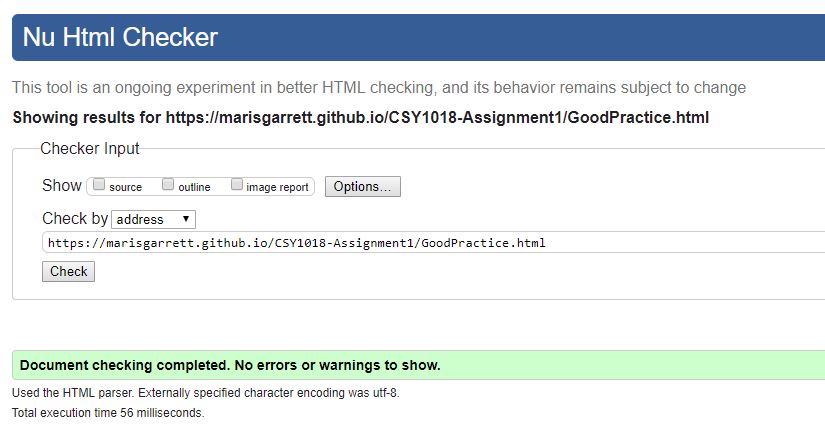 Nu Html Checker
This tool is an ongoing experiment in better HTML checking, and its behavior remains subject to change
Showing results for https://marisgarrett.github.io/CSY1018-Assignment1/GoodPractice.html
Checker Input
Show source outline image report Options...
Check by address
https://marisgarrett.github.io/CSY1018-Assignment1/GoodPractice.html
Check
Document checking completed. No errors or warnings to show.
Used the HTML parser. Externally specified character encoding was utf-8.
Total execution time 56 milliseconds.